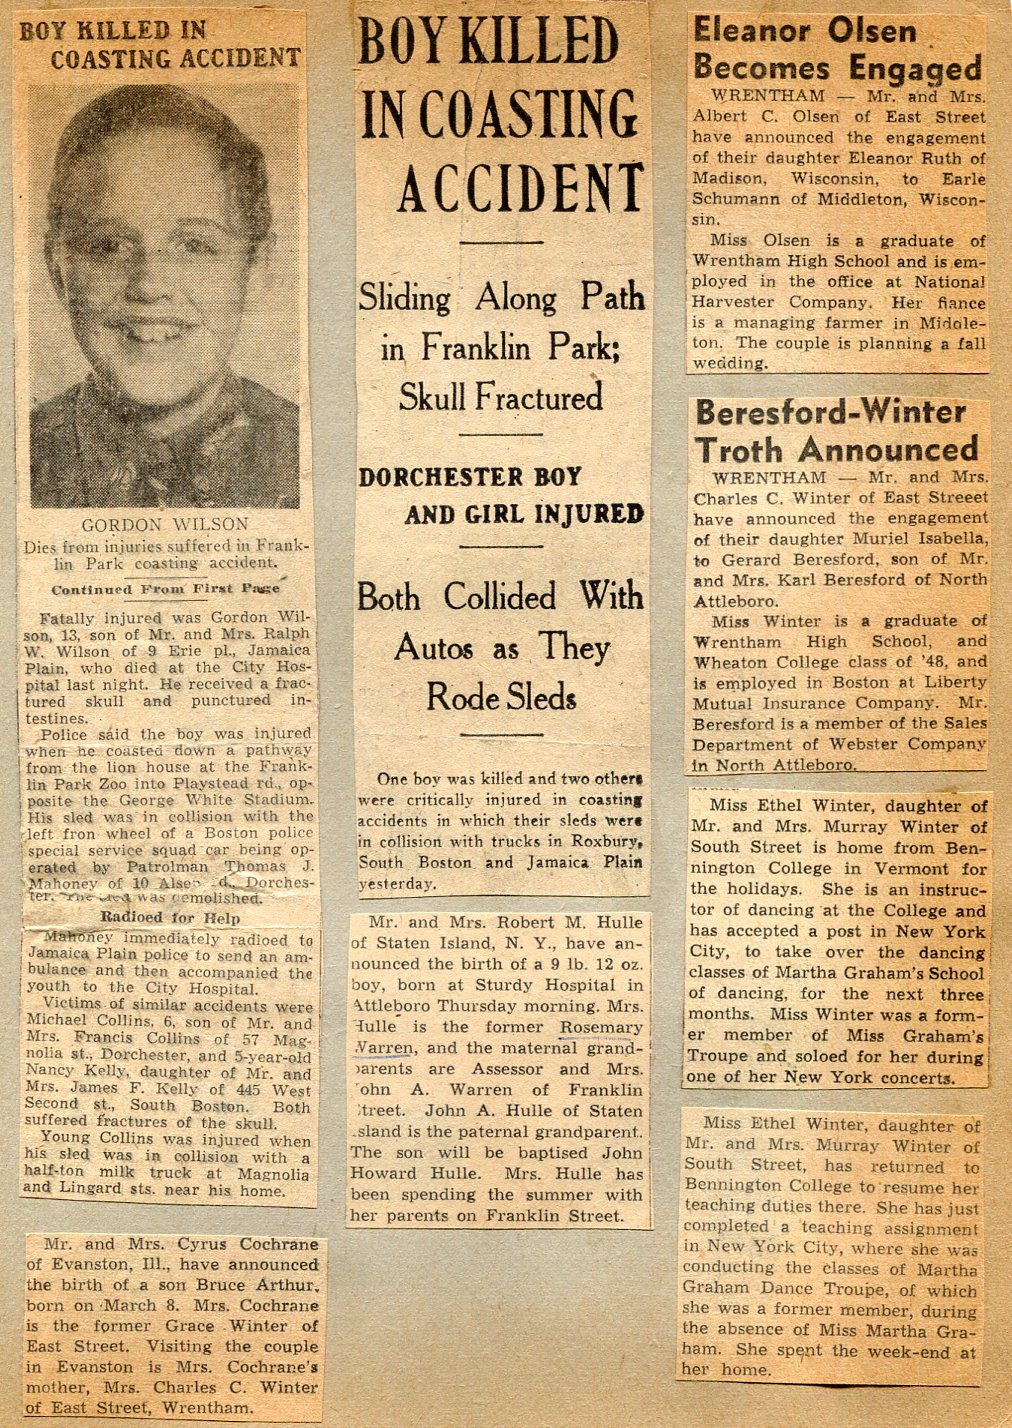 BOY KILLED IN
COASTING ACCIDENT
GORDON WILSON
Dies from injuries suffered in Frank-
lin Park coasting accident.
Continued From First Page
Fatally injured was Gordon Wil-
son, 13, son of Mr. and Mrs. Ralph
W. Wilson of 9 Erie pl., Jamaica
Plain, who died at the City Hos-
pital last night. He received a frac-
tured skull and punctured in-
testines.
Police said the boy was injured
when he coasted down a pathway
from the lion house at the Frank-
lin Park Zoo into Playstead rd., op-
posite the George White Stadium.
His sled was in collision with the
left fron wheel of a Boston police
special service squad car being op-
erated by Patrolman Thomas J.
Mahoney of 10 d., Dorches-
ter. was demolished.
Radioed for Help
Mahoney immediately radioed to
Jamaica Plain police to send an am-
bulance and then accompanied the
youth to the City Hospital.
Victims of similar accidents were
Michael Collins, 6, son of Mr. and
Mrs. Francis Collins of 57 Mag-
nolia st., Dorchester, and 5-year-old
Nancy Kelly, daughter of Mr. and
Mrs. James F. Kelly of 445 West
Second st., South Boston. Both
suffered fractures of the skull.
Young Collins was injured when
his sled was in collision with a
half-ton milk truck at Magnolia
and Lingard sts. near his home.
Mr. and Mrs. Cyrus Cochrane
of Evanston, Ill., have announced
the birth of a son Bruce Arthur,
born on March 8. Mrs. Cochrane
is the former Grace Winter of
East Street. Visiting the couple
in Evanston is Mrs. Cochrane's
mother, Mrs. Charles C. Winter
of East Street, Wrentham.
BOY KILLED
IN COASTING
ACCIDENT
Sliding Along Path
in Franklin Park;
Skull Fractured
DORCHESTER BOY
AND GIRL INJURED
Both Collided With
Autos as They
Rode Sleds
One boy was killed and two others
were critically injured in coasting
accidents in which their sleds were
in collision with trucks in Roxbury,
South Boston and Jamaica Plain
yesterday.
Mr. and Mrs. Robert M. Hulle
of Staten Island, N. Y., have an-
nounced the birth of a 9 lb. 12 oz.
boy, born at Sturdy Hospital in
Attleboro Thursday morning. Mrs.
Hulle is the former Rosemary
Warren, and the maternal grand-
parents are Assessor and Mrs.
John A. Warren of Franklin
Street. John A. Hulle of Staten
Island is the paternal grandparent.
The son will be baptised John
Howard Hulle. Mrs. Hulle has
been spending the summer with
her parents on Franklin Street.
Eleanor Olsen
Becomes Engaged
WRENTHAM — Mr. and Mrs.
Albert C. Olsen of East Street
have announced the engagement
of their daughter Eleanor Ruth of
Madison, Wisconsin, to Earle
Schumann of Middleton, Wiscon-
sin.
Miss Olsen is a graduate of
Wrentham High School and is em-
ployed in the office at National
Harvester Company. Her fiance
is a managing farmer in Middle-
ton. The couple is planning a fall
wedding.
Beresford-Winter
Troth Announced
WRENTHAM — Mr. and Mrs.
Charles C. Winter of East Streeet
have announced the engagement
of their daughter Muriel Isabella,
to Gerard Beresford, son of Mr.
and Mrs. Karl Beresford of North
Attleboro.
Miss Winter is a graduate of
Wrentham High School, and
Wheaton College class of '48, and
is employed in Boston at Liberty
Mutual Insurance Company. Mr.
Beresford is a member of the Sales
Department of Webster Company
in North Attleboro.
Miss Ethel Winter, daughter of
Mr. and Mrs. Murray Winter of
South Street is home from Ben-
nington College in Vermont for
the holidays. She is an instruc-
tor of dancing at the College and
has accepted a post in New York
City, to take over the dancing
classes of Martha Graham's School
of dancing, for the next three
months. Miss Winter was a form-
er member of Miss Graham's
Troupe and soloed for her during
one of her New York concerts.
Miss Ethel Winter, daughter of
Mr. and Mrs. Murray Winter of
South Street, has returned to
Bennington College to resume her
teaching duties there. She has just
completed a teaching assignment
in New York City, where she was
conducting the classes of Martha
Graham Dance Troupe, of which
she was a former member, during
the absence of Miss Martha Gra-
ham. She spent the week-end at
her home.